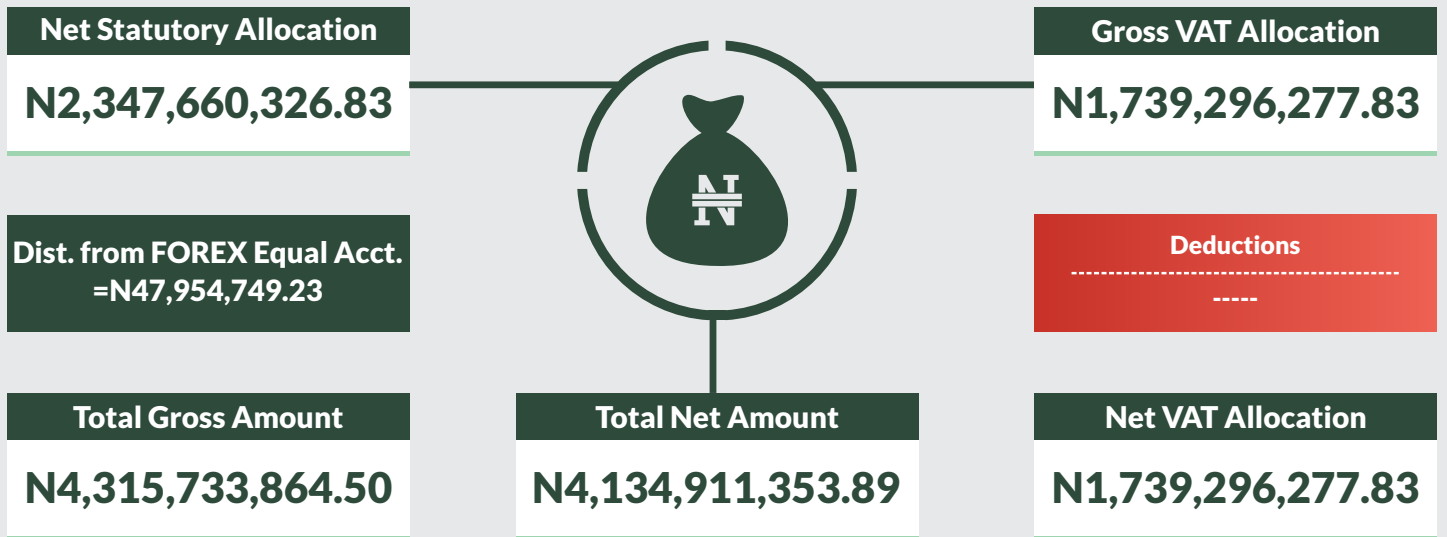 Net Statutory Allocation
N2,347,660,326.83
Gross VAT Allocation
N1,739,296,277.83
₦
Dist. from FOREX Equal Acct.
=N47,954,749.23
Deductions
--------------------------------------------
-----
Total Gross Amount
N4,315,733,864.50
Total Net Amount
N4,134,911,353.89
Net VAT Allocation
N1,739,296,277.83